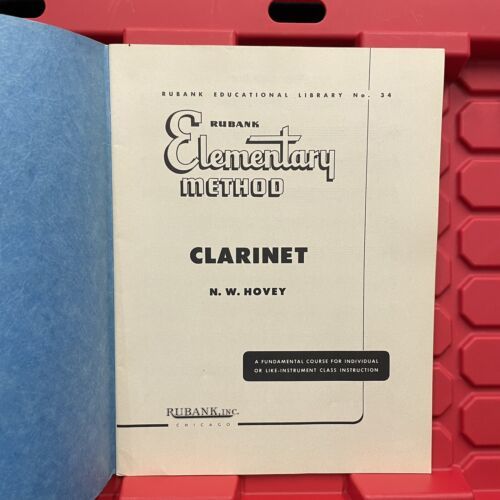 RUBANK EDUCATIONAL LIBRARY No. 34
RUBANK
Elementary
METHOD
CLARINET
N. W. HOVEY
A FUNDAMENTAL COURSE FOR INDIVIDUAL
OR LIKE-INSTRUMENT CLASS INSTRUCTION
RUBANK, INC.
CHICAGO